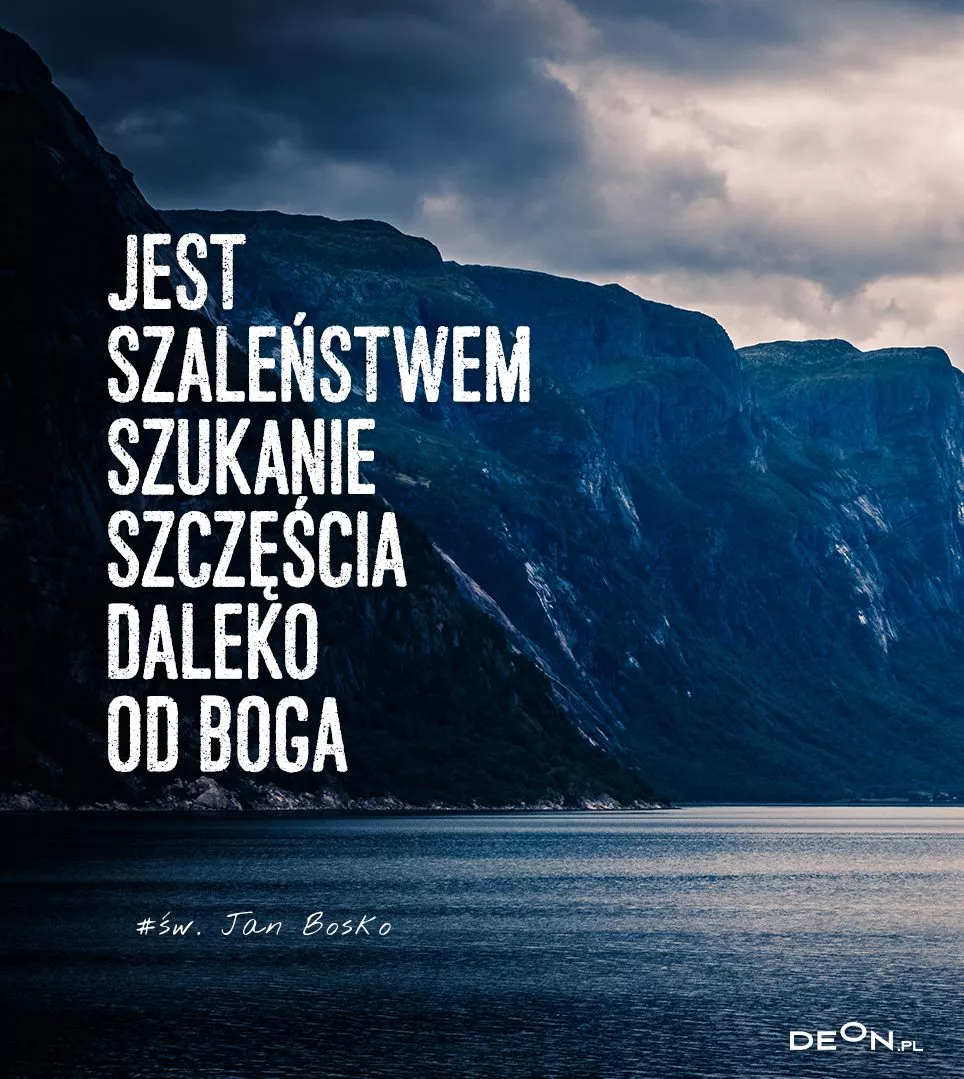 JEST
SZALEŃSTWEM
SZUKANIE
SZCZĘŚCIA
DALEKO
OD BOGA
#św. Jan Bosko
DEON.PL